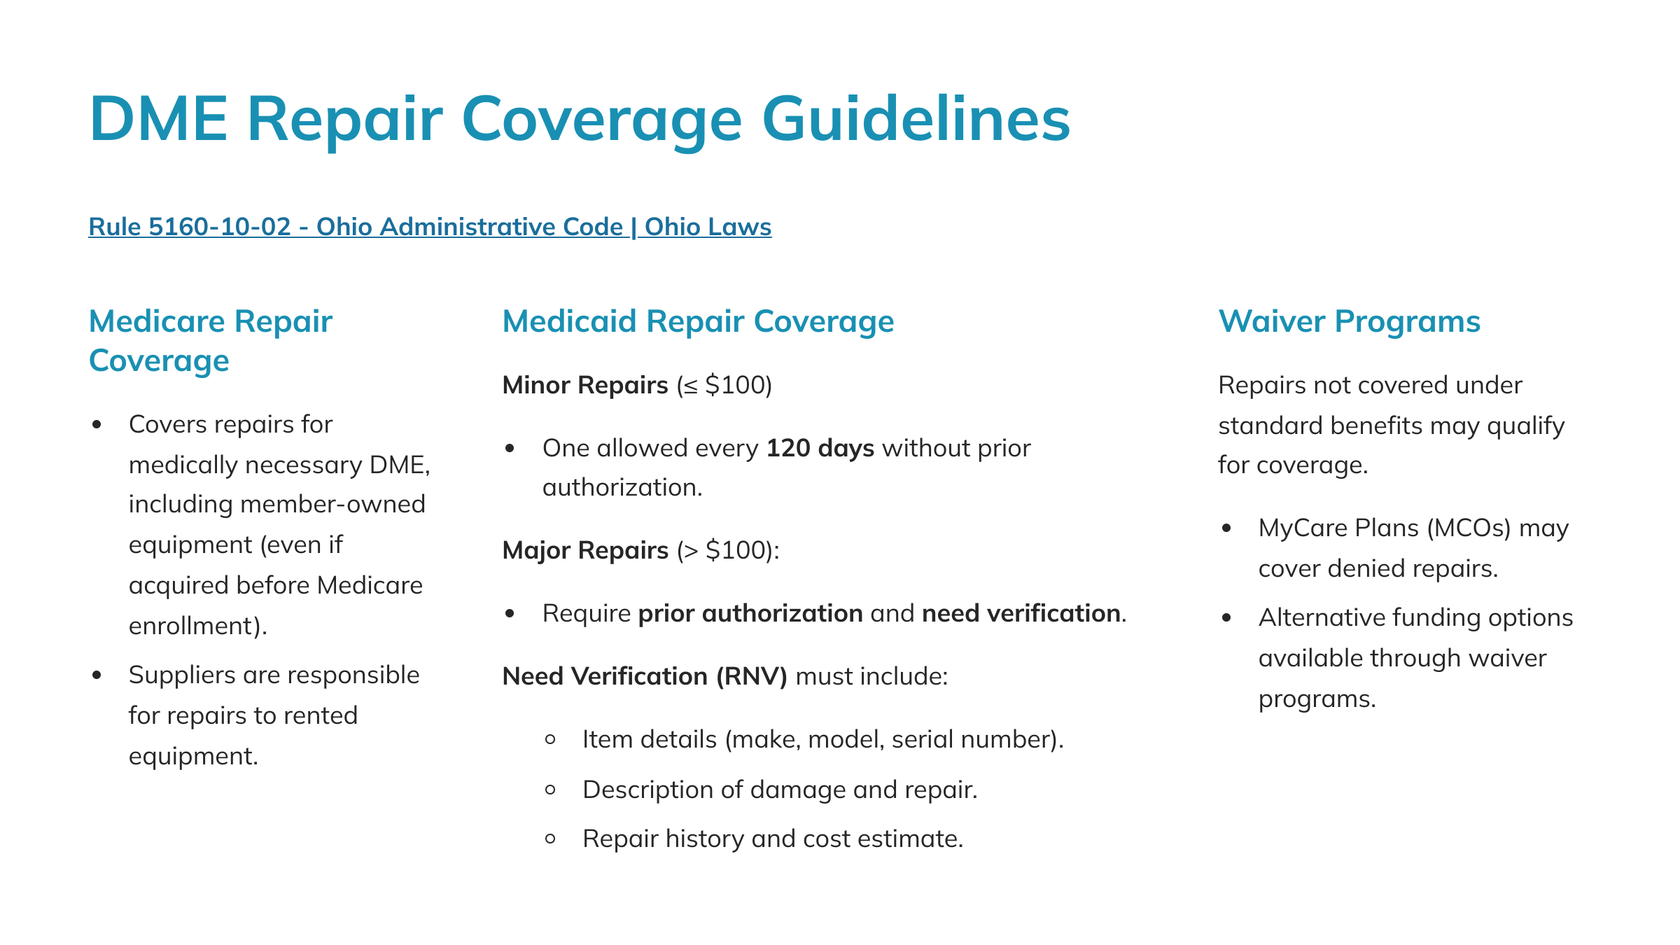 DME Repair Coverage Guidelines
Rule 5160-10-02 - Ohio Administrative Code | Ohio Laws
Medicare Repair
Coverage
• Covers repairs for
medically necessary DME,
including member-owned
equipment (even if
acquired before Medicare
enrollment).
• Suppliers are responsible
for repairs to rented
equipment.
Medicaid Repair Coverage
Minor Repairs (≤ $100)
• One allowed every 120 days without prior
authorization.
Major Repairs (> $100):
• Require prior authorization and need verification.
Need Verification (RNV) must include:
○ Item details (make, model, serial number).
○ Description of damage and repair.
○ Repair history and cost estimate.
Waiver Programs
Repairs not covered under
standard benefits may qualify
for coverage.
• MyCare Plans (MCOs) may
cover denied repairs.
• Alternative funding options
available through waiver
programs.